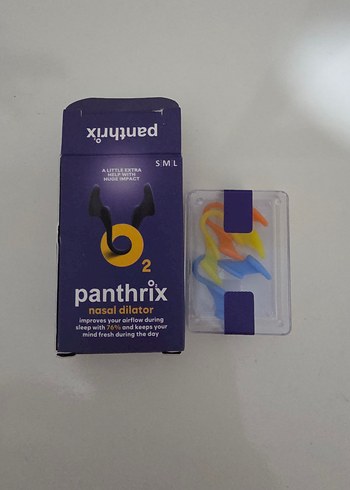 panthrix
S M L
A LITTLE EXTRA
HELP WITH
HUGE IMPACT
2
panthrix
nasal dilator
improves your airflow during
sleep with 76% and keeps your
mind fresh during the day